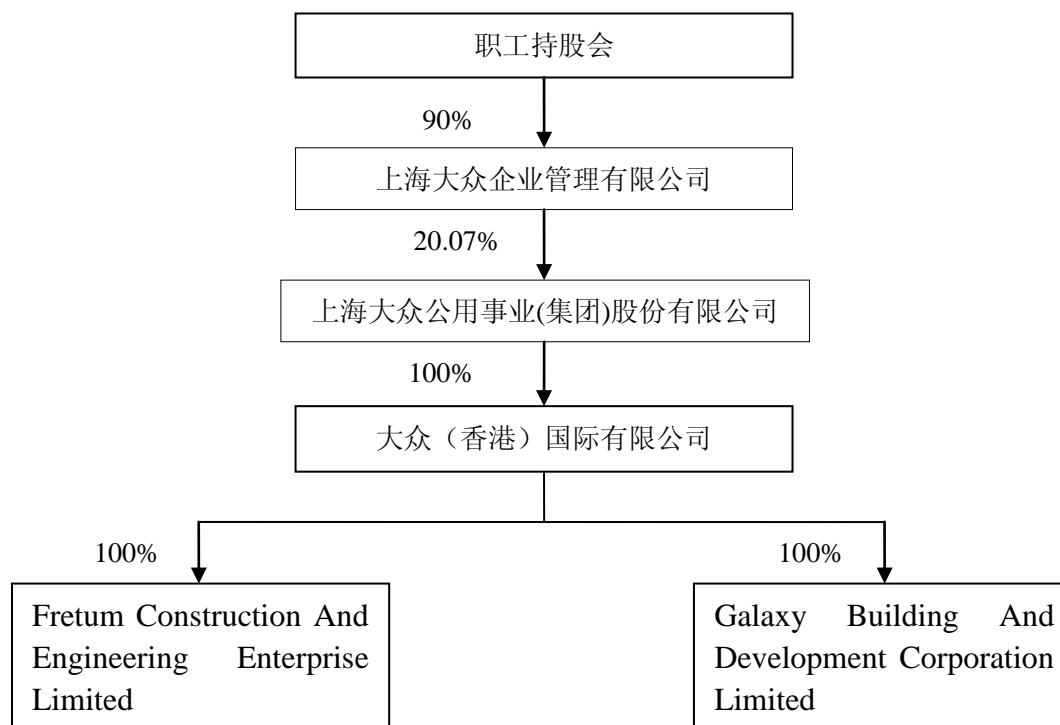 职工持股会
90%
上海大众企业管理有限公司
20.07%
上海大众公用事业(集团)股份有限公司
100%
大众（香港）国际有限公司
100%
100%
Fretum Construction And
Engineering Enterprise
Limited
Galaxy Building And
Development Corporation
Limited